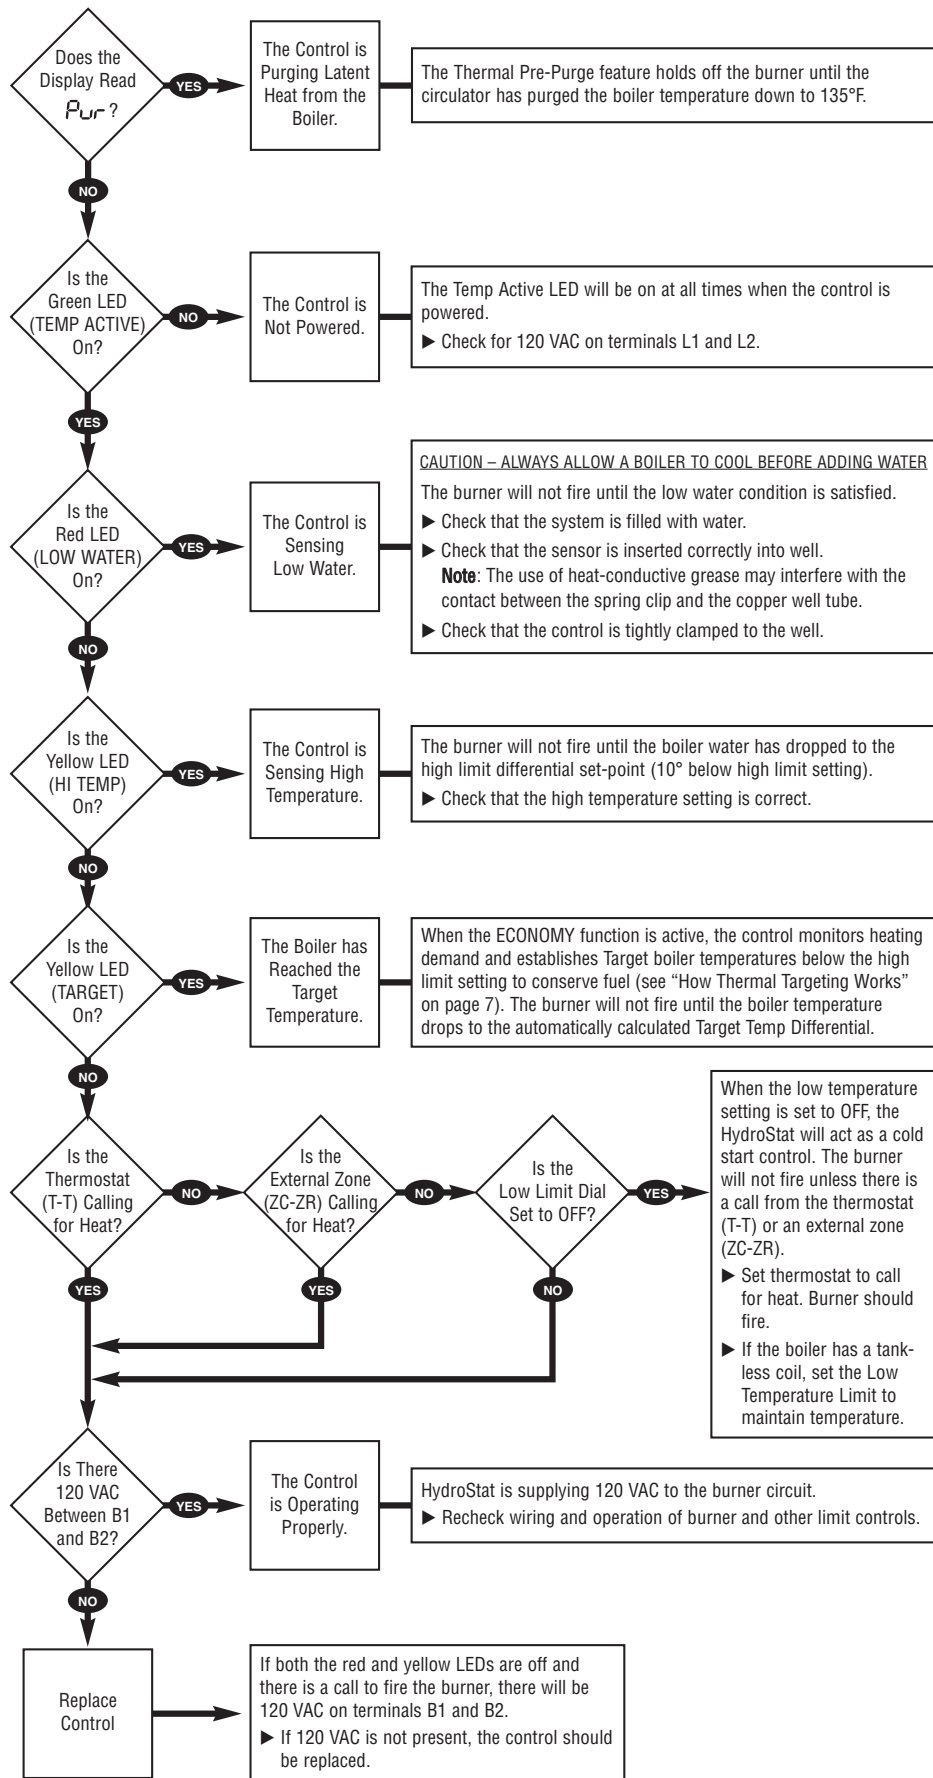 Does the
Display Read
Pur?
YES
The Control is
Purging Latent
Heat from the
Boiler.
The Thermal Pre-Purge feature holds off the burner until the
circulator has purged the boiler temperature down to 135°F.
NO
Is the
Green LED
(TEMP ACTIVE)
On?
NO
The Control is
Not Powered.
The Temp Active LED will be on at all times when the control is
powered.
▶ Check for 120 VAC on terminals L1 and L2.
YES
Is the
Red LED
(LOW WATER)
On?
YES
The Control is
Sensing
Low Water.
CAUTION – ALWAYS ALLOW A BOILER TO COOL BEFORE ADDING WATER
The burner will not fire until the low water condition is satisfied.
▶ Check that the system is filled with water.
▶ Check that the sensor is inserted correctly into well.
Note: The use of heat-conductive grease may interfere with the
contact between the spring clip and the copper well tube.
▶ Check that the control is tightly clamped to the well.
NO
Is the
Yellow LED
(HI TEMP)
On?
YES
The Control is
Sensing High
Temperature.
The burner will not fire until the boiler water has dropped to the
high limit differential set-point (10° below high limit setting).
▶ Check that the high temperature setting is correct.
NO
Is the
Yellow LED
(TARGET)
On?
YES
The Boiler has
Reached the
Target
Temperature.
When the ECONOMY function is active, the control monitors heating
demand and establishes Target boiler temperatures below the high
limit setting to conserve fuel (see “How Thermal Targeting Works”
on page 7). The burner will not fire until the boiler temperature
drops to the automatically calculated Target Temp Differential.
NO
Is the
Thermostat
(T-T) Calling
for Heat?
NO
Is the
External Zone
(ZC-ZR) Calling
for Heat?
NO
Is the
Low Limit Dial
Set to OFF?
YES
When the low temperature
setting is set to OFF, the
HydroStat will act as a cold
start control. The burner
will not fire unless there is
a call from the thermostat
(T-T) or an external zone
(ZC-ZR).
▶ Set thermostat to call
for heat. Burner should
fire.
▶ If the boiler has a tank-
less coil, set the Low
Temperature Limit to
maintain temperature.
YES
YES
NO
Is There
120 VAC
Between B1
and B2?
YES
The Control
is Operating
Properly.
HydroStat is supplying 120 VAC to the burner circuit.
▶ Recheck wiring and operation of burner and other limit controls.
NO
Replace
Control
If both the red and yellow LEDs are off and
there is a call to fire the burner, there will be
120 VAC on terminals B1 and B2.
▶ If 120 VAC is not present, the control should
be replaced.